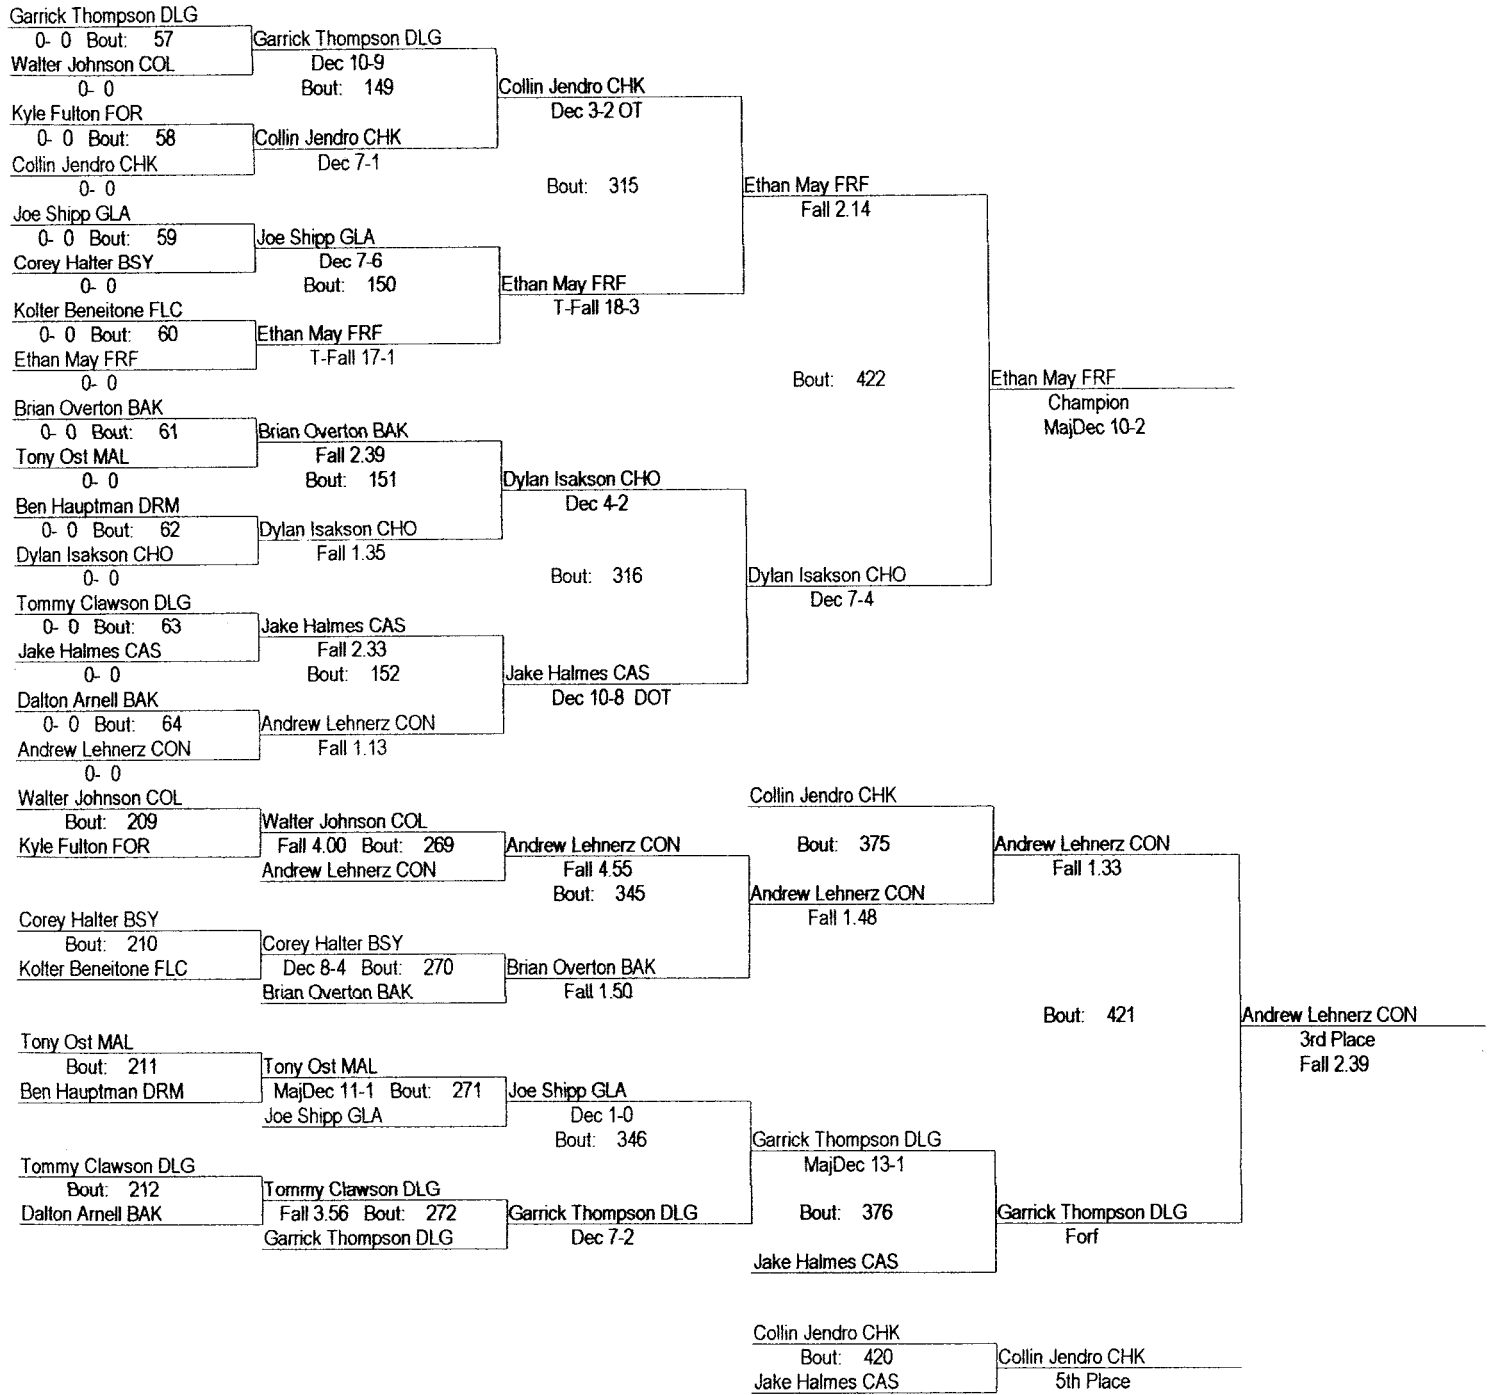 Garrick Thompson DLG
0- 0 Bout: 57
Walter Johnson COL
0- 0
Garrick Thompson DLG
Dec 10-9
Bout: 149
Kyle Fulton FOR
0- 0 Bout: 58
Collin Jendro CHK
0- 0
Collin Jendro CHK
Dec 7-1
Collin Jendro CHK
Dec 3-2 OT
Bout: 315
Joe Shipp GLA
0- 0 Bout: 59
Corey Halter BSY
0- 0
Joe Shipp GLA
Dec 7-6
Bout: 150
Kolter Beneitone FLC
0- 0 Bout: 60
Ethan May FRF
0- 0
Ethan May FRF
T-Fall 17-1
Ethan May FRF
T-Fall 18-3
Ethan May FRF
Fall 2.14
Bout: 422
Ethan May FRF
Champion
MajDec 10-2
Brian Overton BAK
0- 0 Bout: 61
Tony Ost MAL
0- 0
Brian Overton BAK
Fall 2.39
Bout: 151
Ben Hauptman DRM
0- 0 Bout: 62
Dylan Isakson CHO
0- 0
Dylan Isakson CHO
Fall 1.35
Dylan Isakson CHO
Dec 4-2
Bout: 316
Dylan Isakson CHO
Dec 7-4
Tommy Clawson DLG
0- 0 Bout: 63
Jake Halmes CAS
0- 0
Jake Halmes CAS
Fall 2.33
Bout: 152
Dalton Arnell BAK
0- 0 Bout: 64
Andrew Lehnerz CON
0- 0
Andrew Lehnerz CON
Fall 1.13
Jake Halmes CAS
Dec 10-8 DOT
Walter Johnson COL
Bout: 209
Kyle Fulton FOR
Walter Johnson COL
Fall 4.00 Bout: 269
Andrew Lehnerz CON
Andrew Lehnerz CON
Fall 4.55
Bout: 345
Corey Halter BSY
Bout: 210
Kolter Beneitone FLC
Corey Halter BSY
Dec 8-4 Bout: 270
Brian Overton BAK
Brian Overton BAK
Fall 1.50
Collin Jendro CHK
Bout: 375
Andrew Lehnerz CON
Fall 1.48
Andrew Lehnerz CON
Fall 1.33
Bout: 421
Andrew Lehnerz CON
3rd Place
Fall 2.39
Tony Ost MAL
Bout: 211
Ben Hauptman DRM
Tony Ost MAL
MajDec 11-1 Bout: 271
Joe Shipp GLA
Joe Shipp GLA
Dec 1-0
Bout: 346
Tommy Clawson DLG
Bout: 212
Dalton Arnell BAK
Tommy Clawson DLG
Fall 3.56 Bout: 272
Garrick Thompson DLG
Garrick Thompson DLG
Dec 7-2
Garrick Thompson DLG
MajDec 13-1
Bout: 376
Jake Halmes CAS
Garrick Thompson DLG
Forf
Collin Jendro CHK
Bout: 420
Jake Halmes CAS
Collin Jendro CHK
5th Place